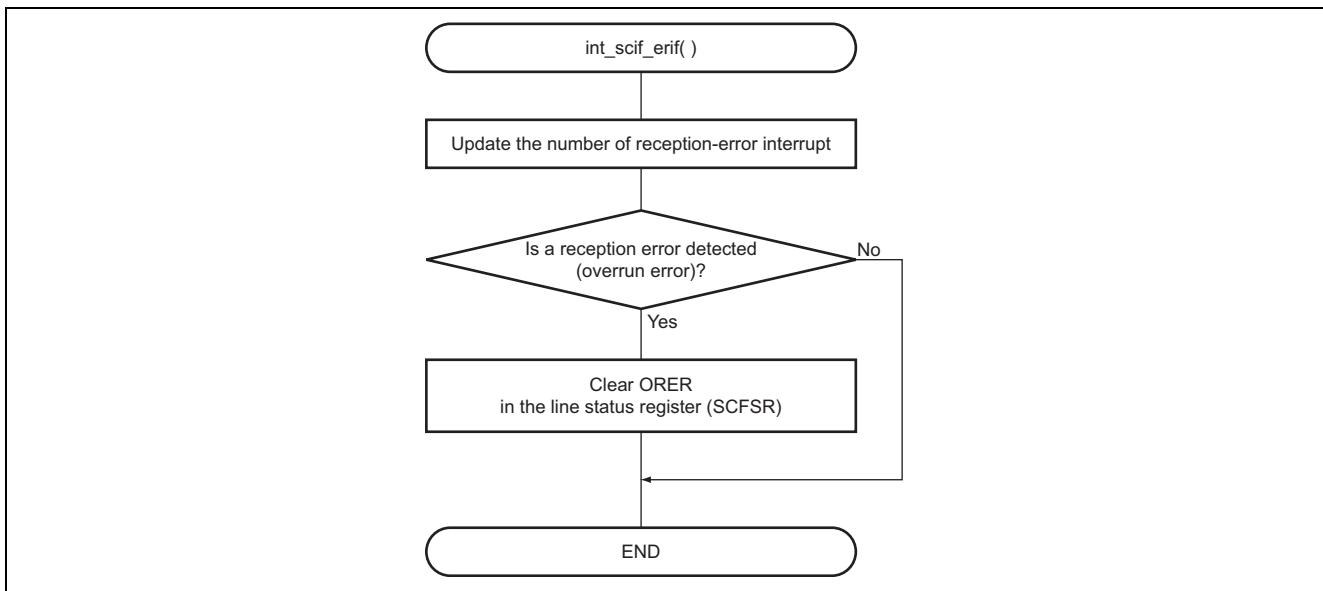 int_scif_erif( )
Update the number of reception-error interrupt
Is a reception error detected
(overrun error)?
No
Yes
Clear ORER
in the line status register (SCFSR)
END